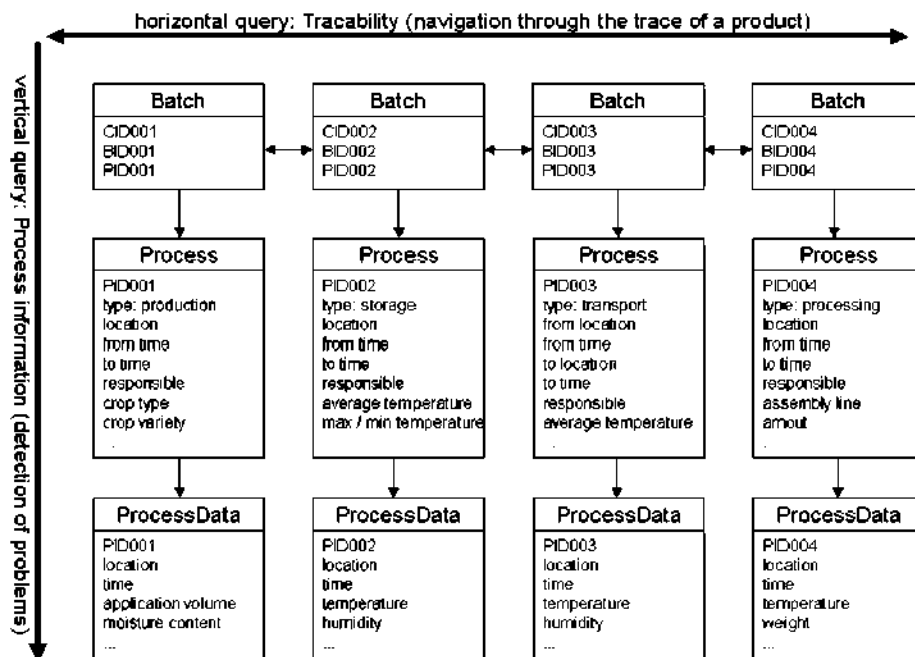 horizontal query: Tracability (navigation through the trace of a product)
vertical query: Process information (detection of problems)
Batch
CID001
BID001
PID001
Batch
CID002
BID002
PID002
Batch
CID003
BID003
PID003
Batch
CID004
BID004
PID004
Process
PID001
type: production
location
from time
to time
responsible
crop type
crop variety
.
Process
PID002
type: storage
location
from time
to time
responsible
average temperature
max / min temperature
...
Process
PID003
type: transport
from location
from time
to location
to time
responsible
average temperature
...
Process
PID004
type: processing
location
from time
to time
responsible
assembly line
amout
.
ProcessData
PID001
location
time
application volume
moisture content
...
ProcessData
PID002
location
time
temperature
humidity
...
ProcessData
PID003
location
time
temperature
humidity
...
ProcessData
PID004
location
time
temperature
weight
...